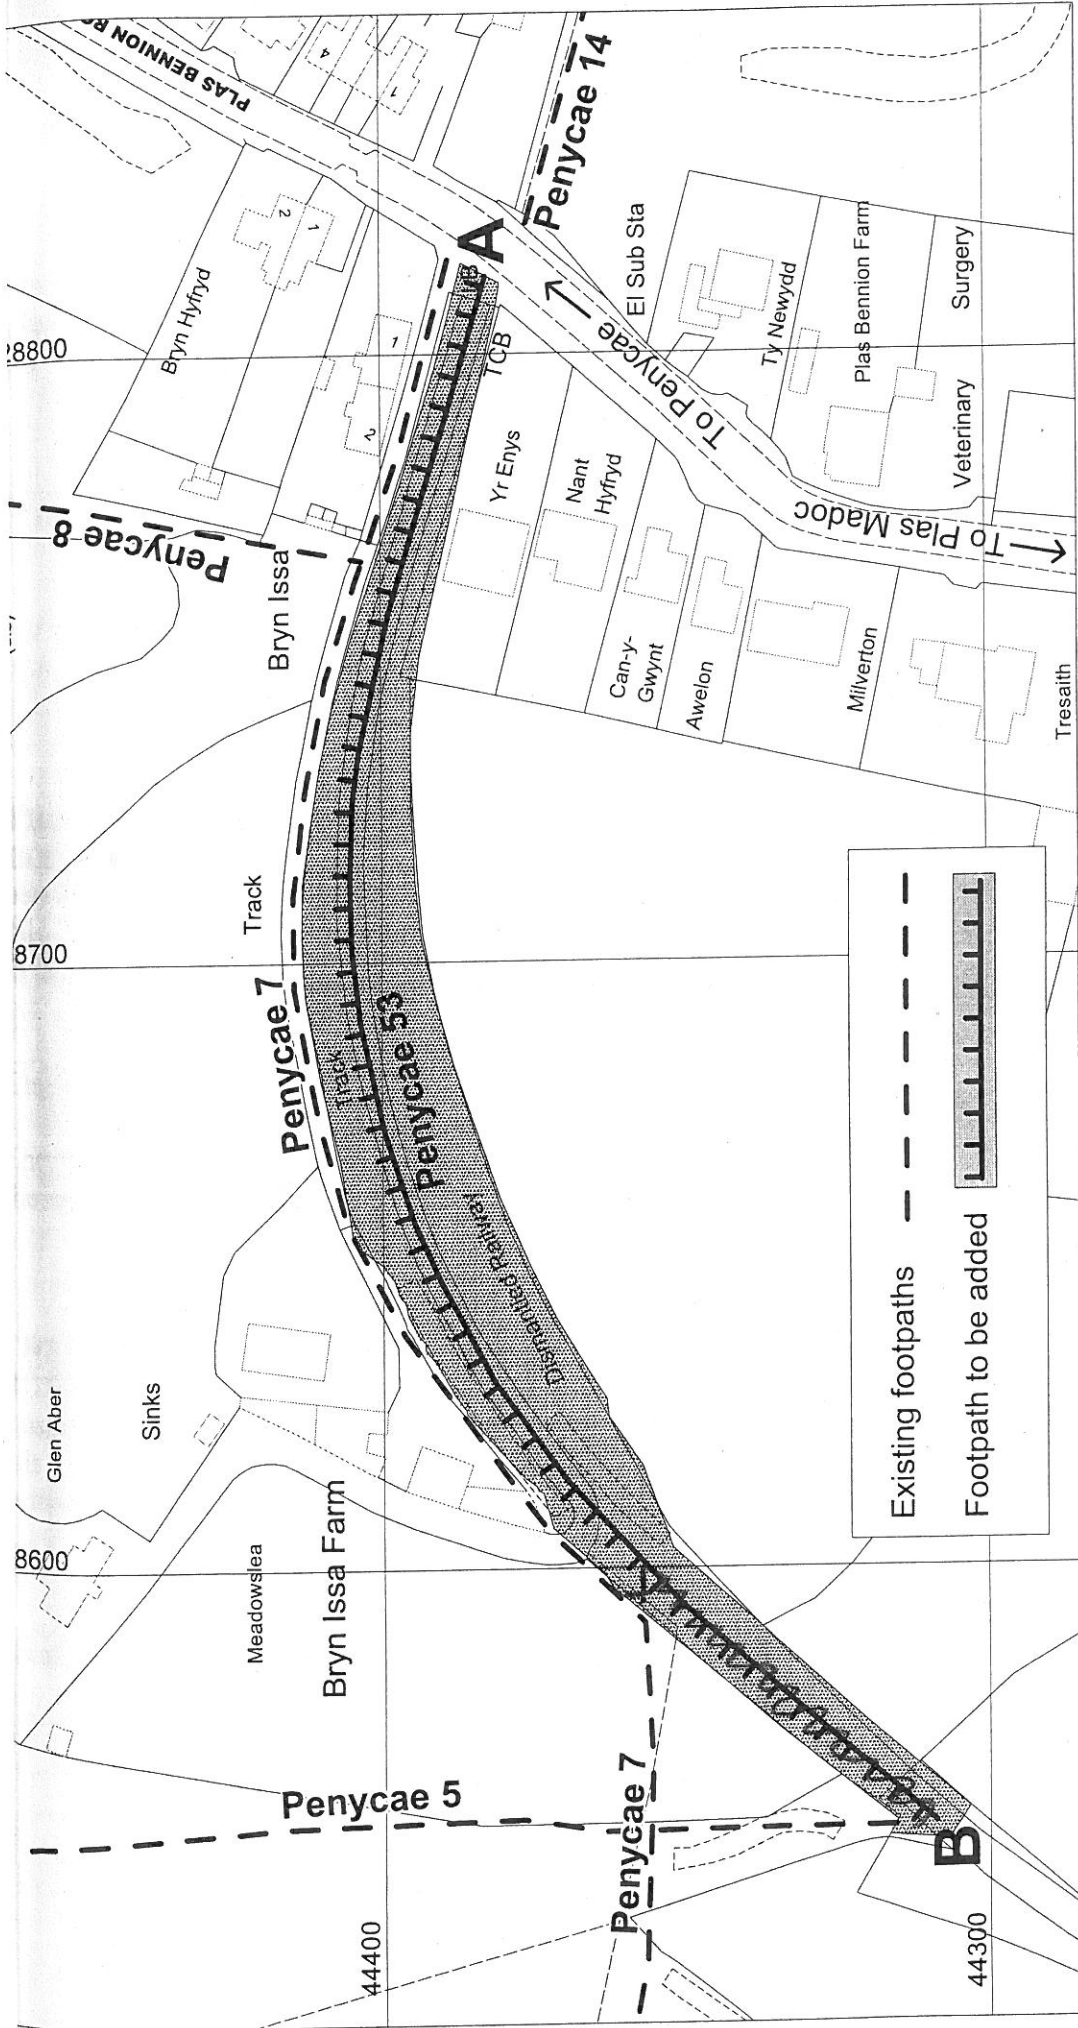 PLAS BENNION RO
4
1
Penycae 14
A
2
1
Bryn Hyfryd
El Sub Sta
28800
1
2
TCB
To Penycae
Ty Newydd
Plas Bennion Farm
Surgery
Veterinary
Yr Enys
Nant
Hyfryd
Penycae 8
Bryn Issa
To Plas Madoc
Can-y-
Gwynt
Awelon
Milverton
Tresaith
Track
8700
Penycae 7
Track
Penycae 53
Dismantled Railway
Glen Aber
Sinks
8600
Meadowslea
Bryn Issa Farm
Penycae 5
Penycae 7
B
44400
44300
Existing footpaths
Footpath to be added